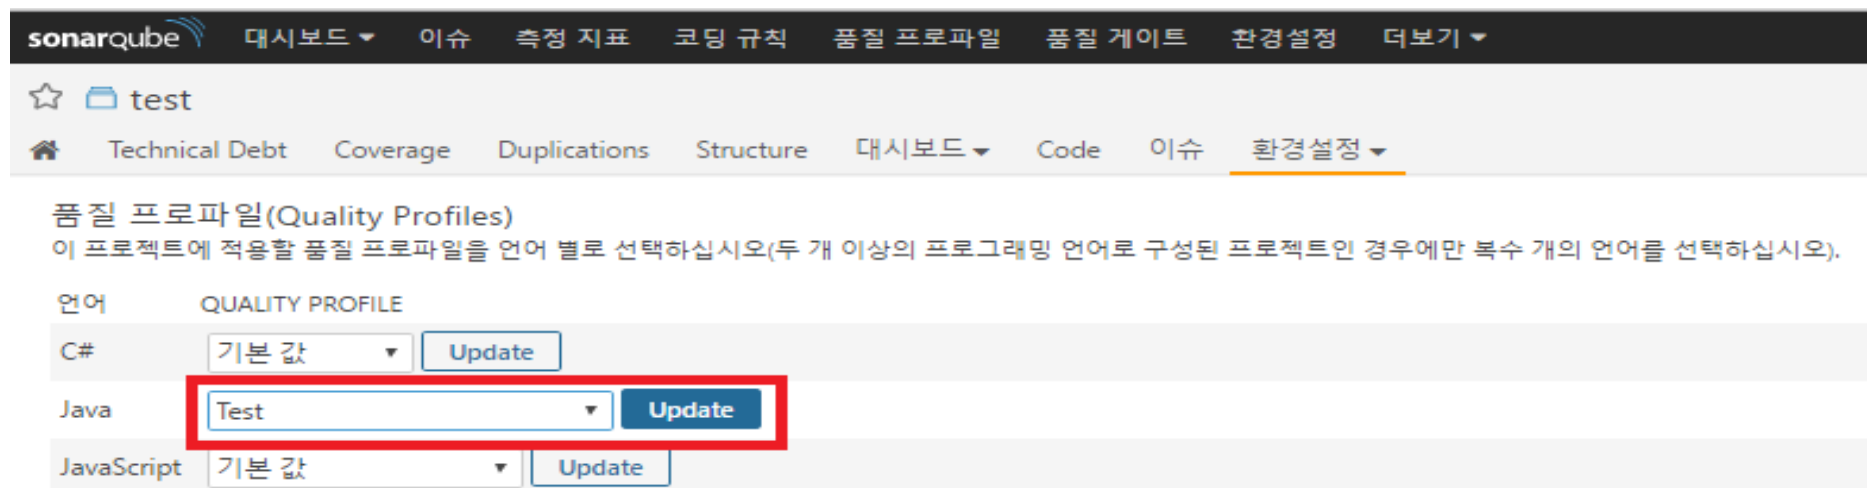 sonarqube 대시보드 이슈 측정 지표 코딩 규칙 품질 프로파일 품질 게이트 환경설정 더보기
test
Technical Debt Coverage Duplications Structure 대시보드 Code 이슈 환경설정
품질 프로파일(Quality Profiles)
이 프로젝트에 적용할 품질 프로파일을 언어 별로 선택하십시오(두 개 이상의 프로그래밍 언어로 구성된 프로젝트인 경우에만 복수 개의 언어를 선택하십시오).
언어 QUALITY PROFILE
C# 기본 값 Update
Java Test Update
JavaScript 기본 값 Update